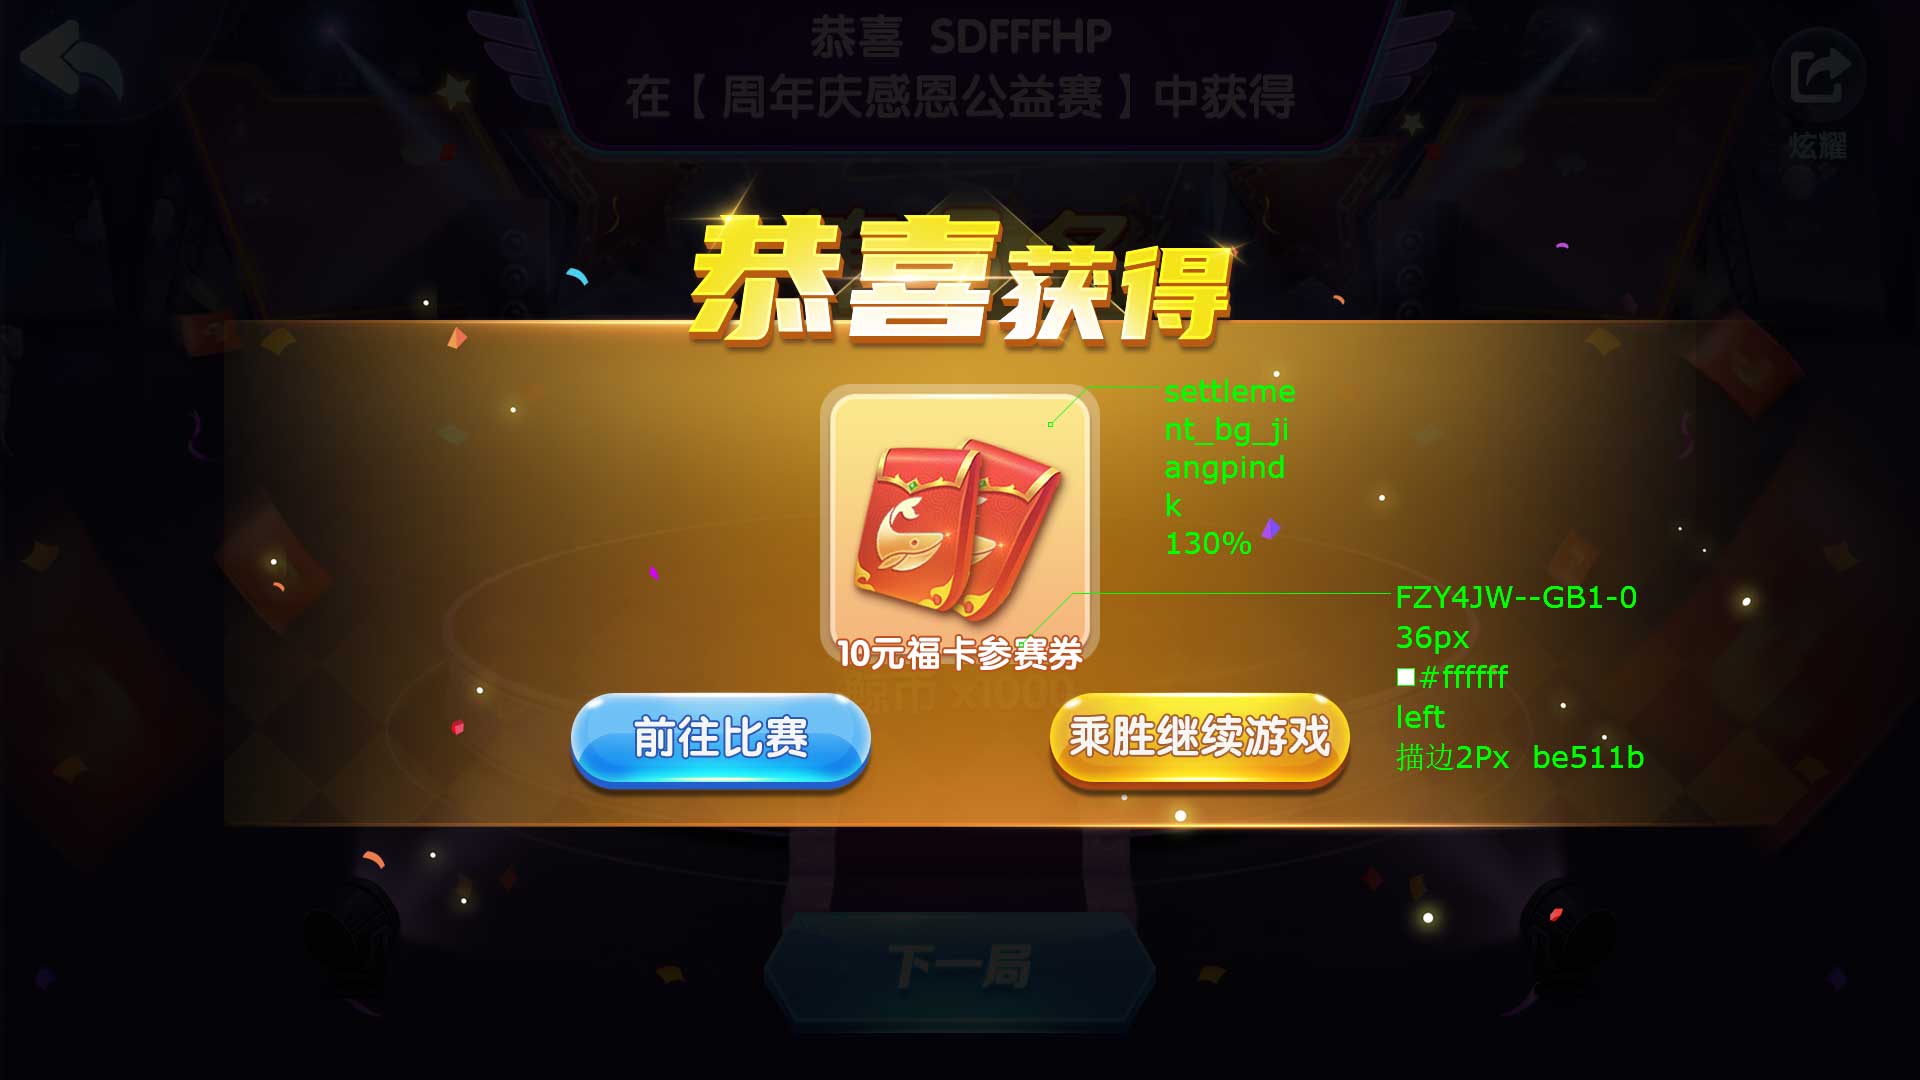 恭喜 SDFFFHP
在【周年庆感恩公益赛】中获得
炫耀
恭喜获得
settleme
nt_bg_ji
angpind
k
130%
FZY4JW--GB1-0
36px
#ffffff
left
描边2Px be511b
10元福卡参赛券
鲸币 x1000
前往比赛
乘胜继续游戏
下一局